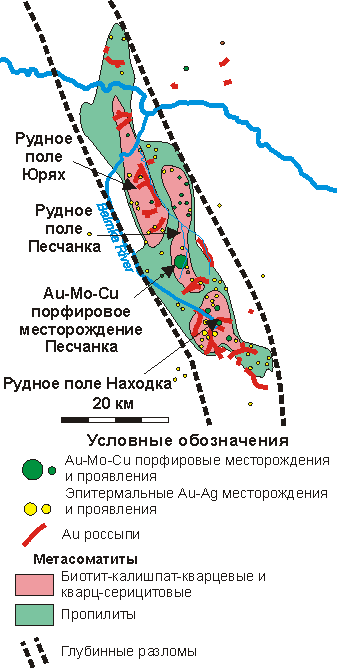 Рудное
поле
Юрях
Рудное
поле
Песчанка
Baimka River
Au-Mo-Cu
порфировое
месторождение
Песчанка
Рудное поле Находка
20 км
Условные обозначения
Au-Mo-Cu порфировые месторождения
и проявления
Эпитермальные Au-Ag месторождения
и проявления
Au россыпи
Метасоматиты
Биотит-калишпат-кварцевые и
кварц-серицитовые
Пропилиты
Глубинные разломы